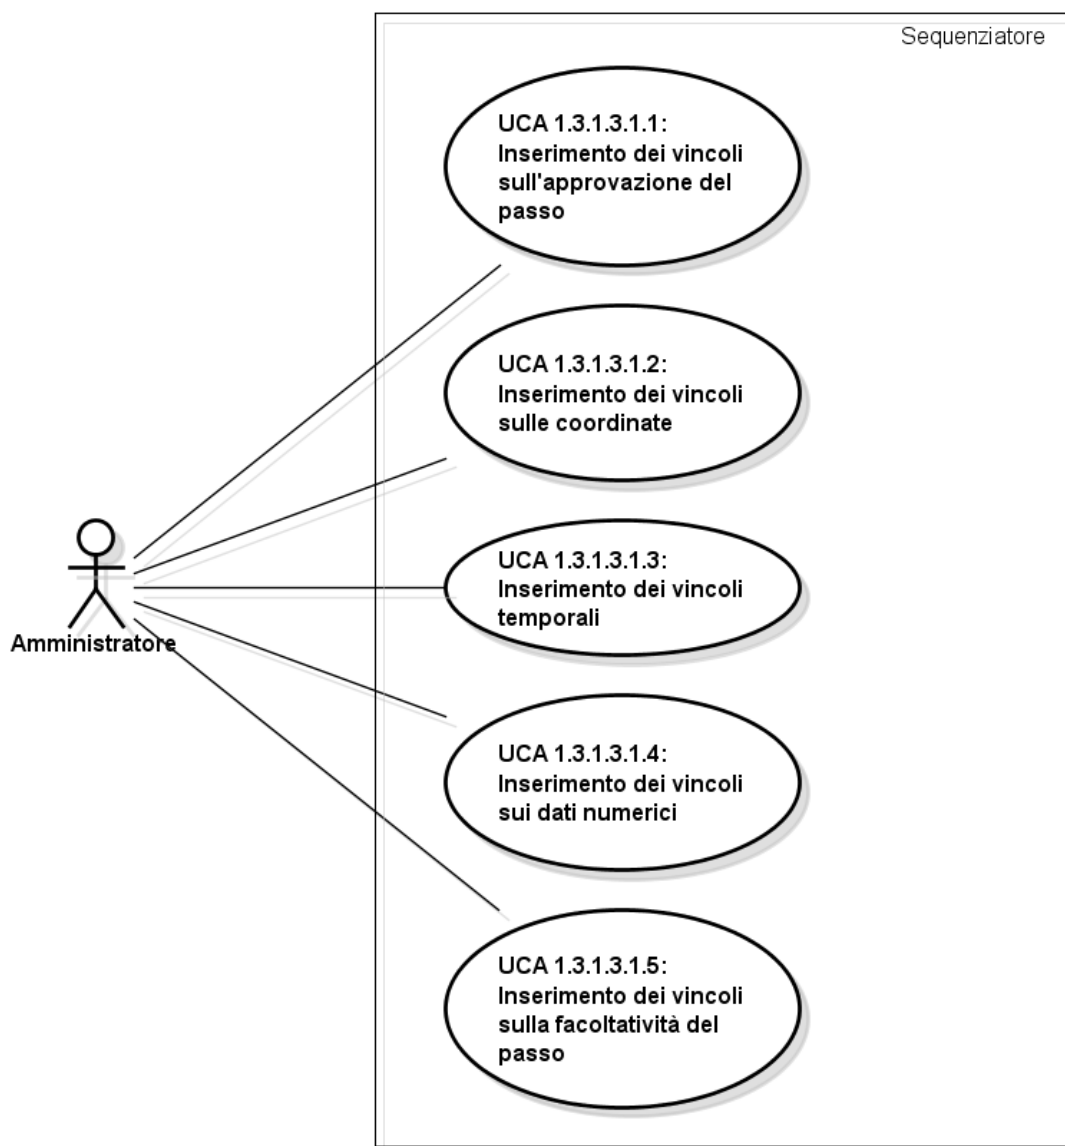 Sequenziatore
UCA 1.3.1.3.1.1:
Inserimento dei vincoli
sull'approvazione del
passo
UCA 1.3.1.3.1.2:
Inserimento dei vincoli
sulle coordinate
UCA 1.3.1.3.1.3:
Inserimento dei vincoli
temporali
Amministratore
UCA 1.3.1.3.1.4:
Inserimento dei vincoli
sui dati numerici
UCA 1.3.1.3.1.5:
Inserimento dei vincoli
sulla facoltatività del
passo